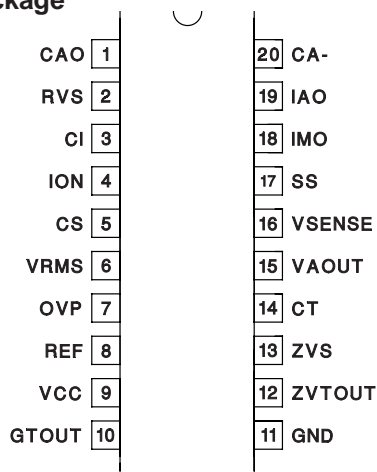 ckage
CAO 1 20 CA-
RVS 2 19 IAO
CI 3 18 IMO
ION 4 17 SS
CS 5 16 VSENSE
VRMS 6 15 VAOUT
OVP 7 14 CT
REF 8 13 ZVS
VCC 9 12 ZVTOUT
GTOUT 10 11 GND